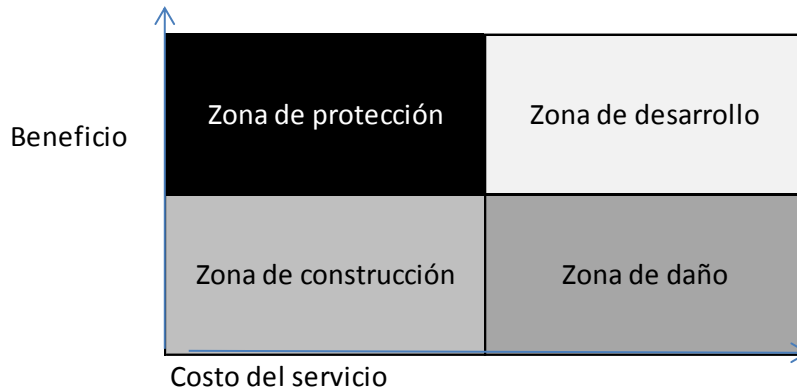 Zona de protección
Zona de desarrollo
Beneficio
Zona de construcción
Zona de daño
Costo del servicio